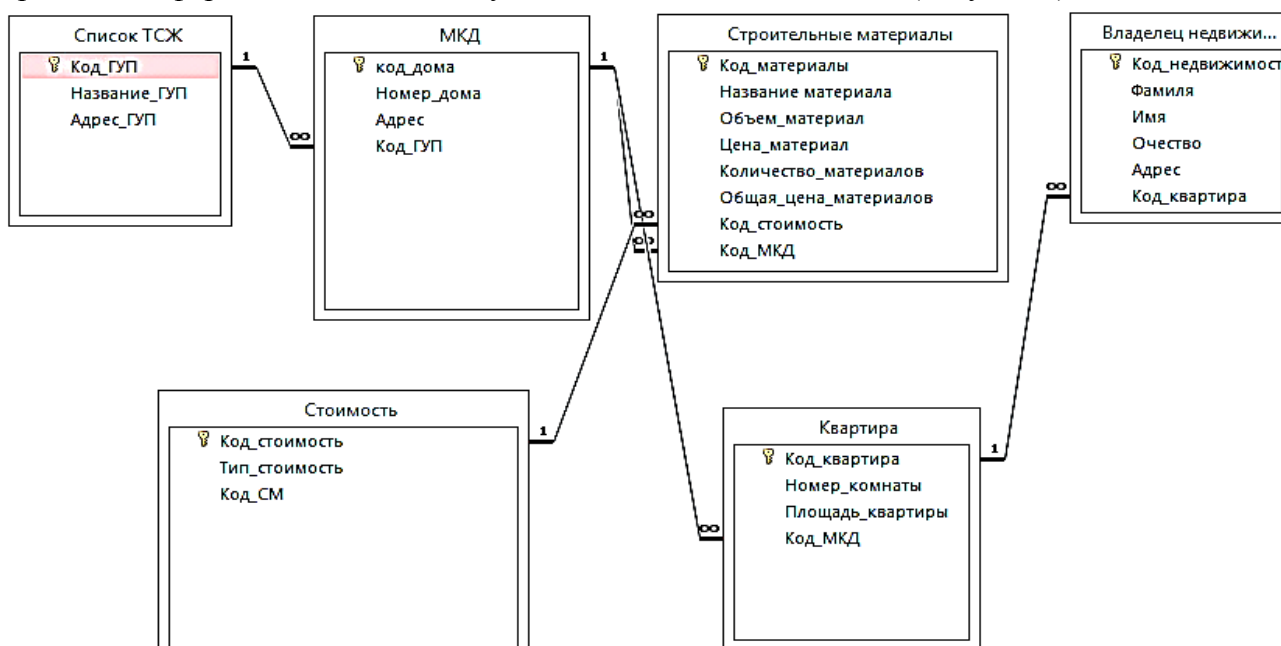 Список ТСЖ
Код_ГУП
Название_ГУП
Адрес_ГУП
1
∞
МКД
код_дома
Номер_дома
Адрес
Код_ГУП
1
∞
∞
Строительные материалы
Код_материалы
Название материала
Объем_материал
Цена_материал
Количество_материалов
Общая_цена_материалов
Код_стоимость
Код_МКД
Владелец недвижи...
Код_недвижимост
Фамиля
Имя
Очество
Адрес
Код_квартира
∞
Стоимость
Код_стоимость
Тип_стоимость
Код_СМ
1
Квартира
Код_квартира
Номер_комнаты
Площадь_квартиры
Код_МКД
1
∞